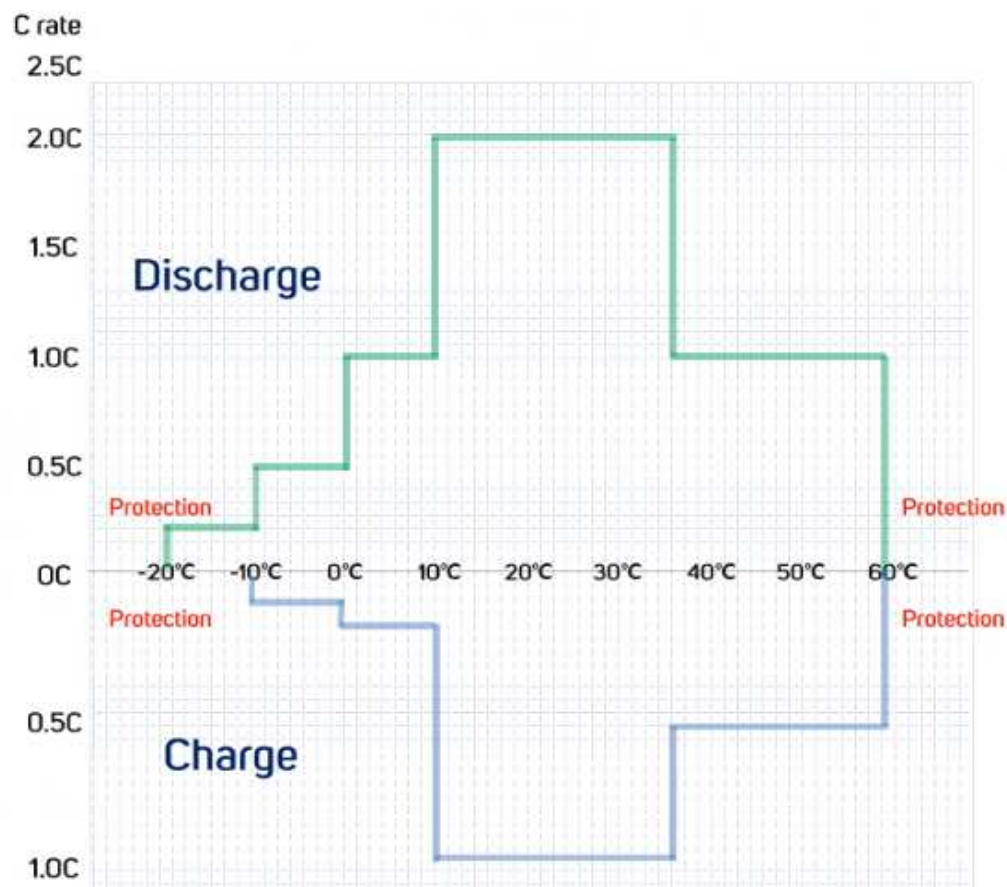 C rate
2.5C
2.0C
1.5C
Discharge
1.0C
0.5C
Protection Protection
0C -20℃ -10℃ 0℃ 10℃ 20℃ 30℃ 40℃ 50℃ 60℃
Protection Protection
0.5C
Charge
1.0C